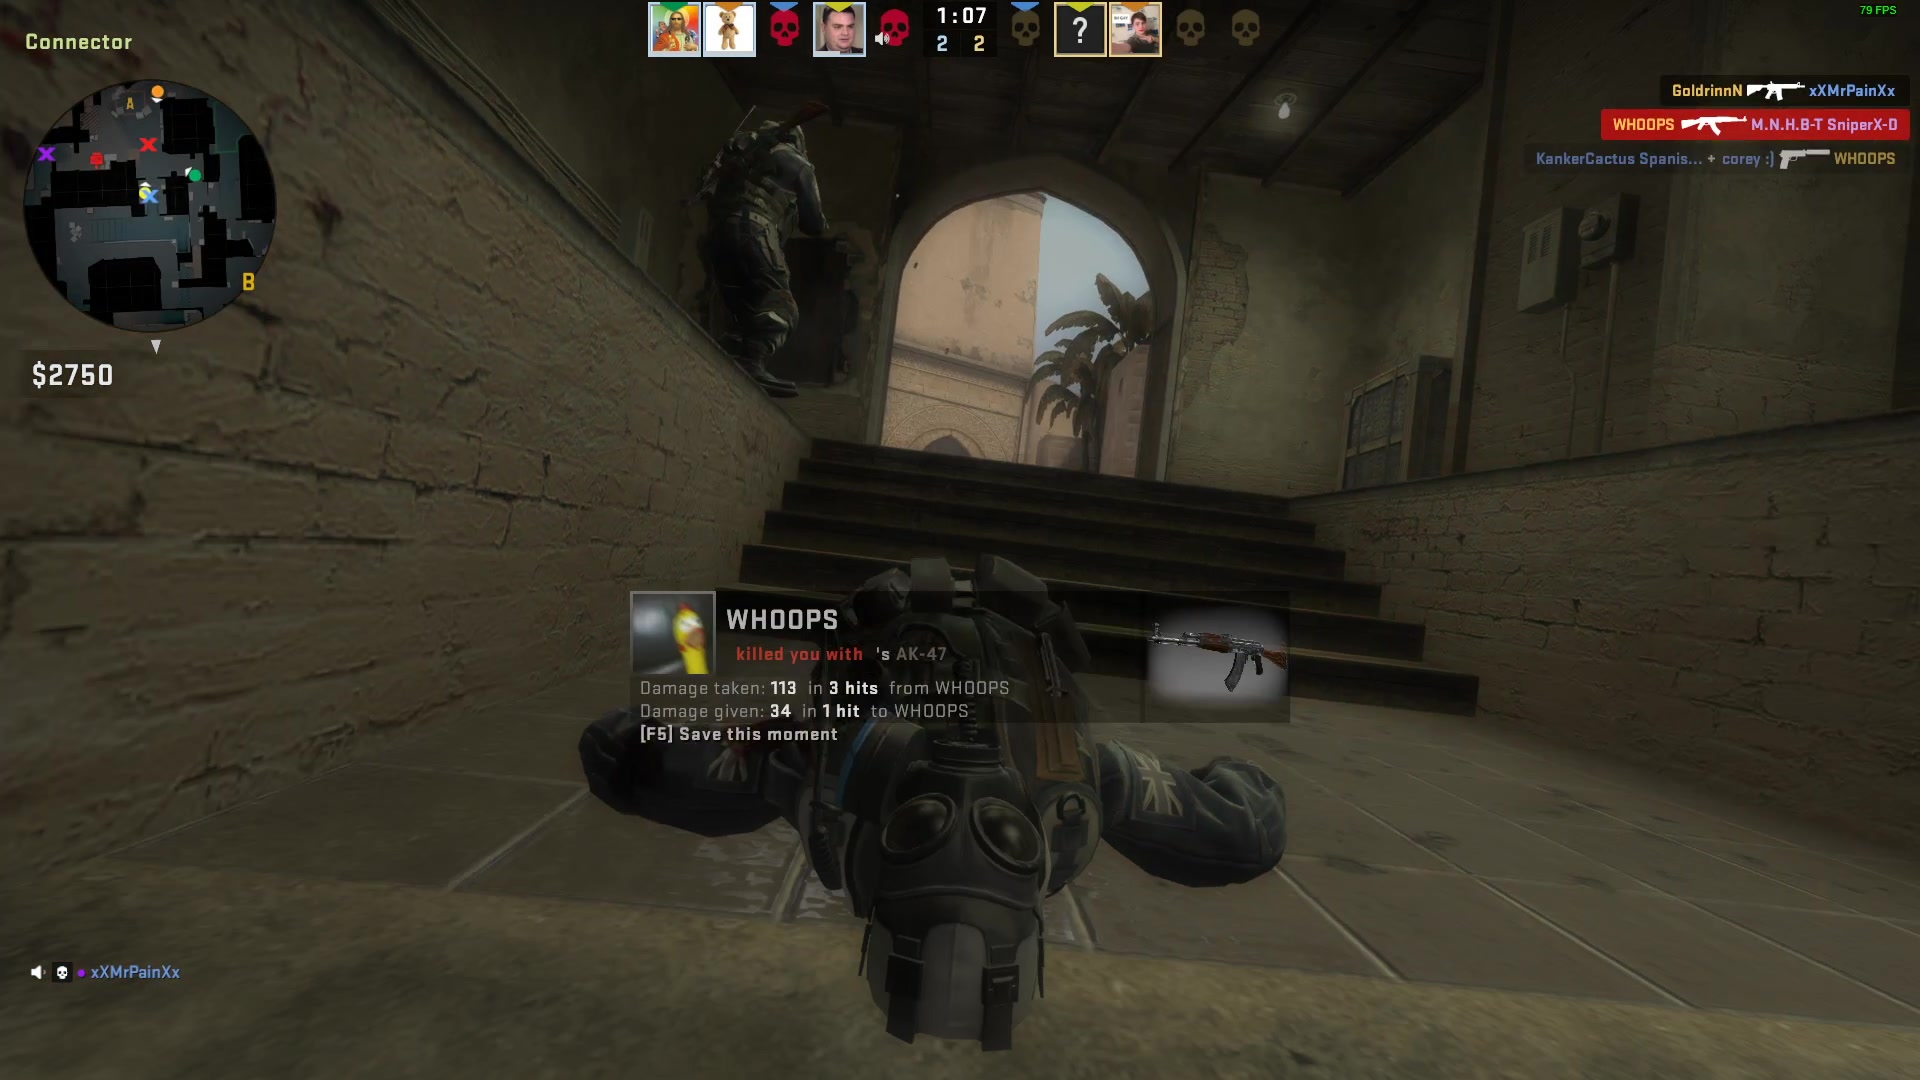 79 FPS
Connector
1:07
2 2
?
A
B
GoldrinnN xXMrPainXx
WHOOPS M.N.H.B-T SniperX-D
KankerCactus Spanis... + corey :) WHOOPS
$2750
WHOOPS
killed you with 's AK-47
Damage taken: 113 in 3 hits from WHOOPS
Damage given: 34 in 1 hit to WHOOPS
[F5] Save this moment
xXMrPainXx